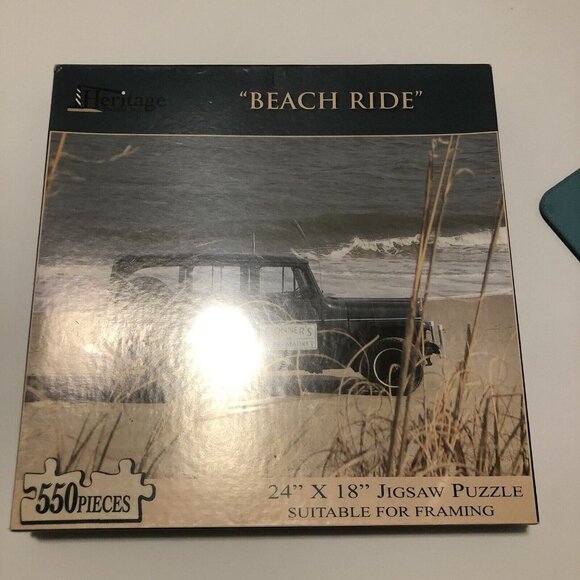 Heritage
“BEACH RIDE”
550 PIECES
24” X 18” JIGSAW PUZZLE
SUITABLE FOR FRAMING